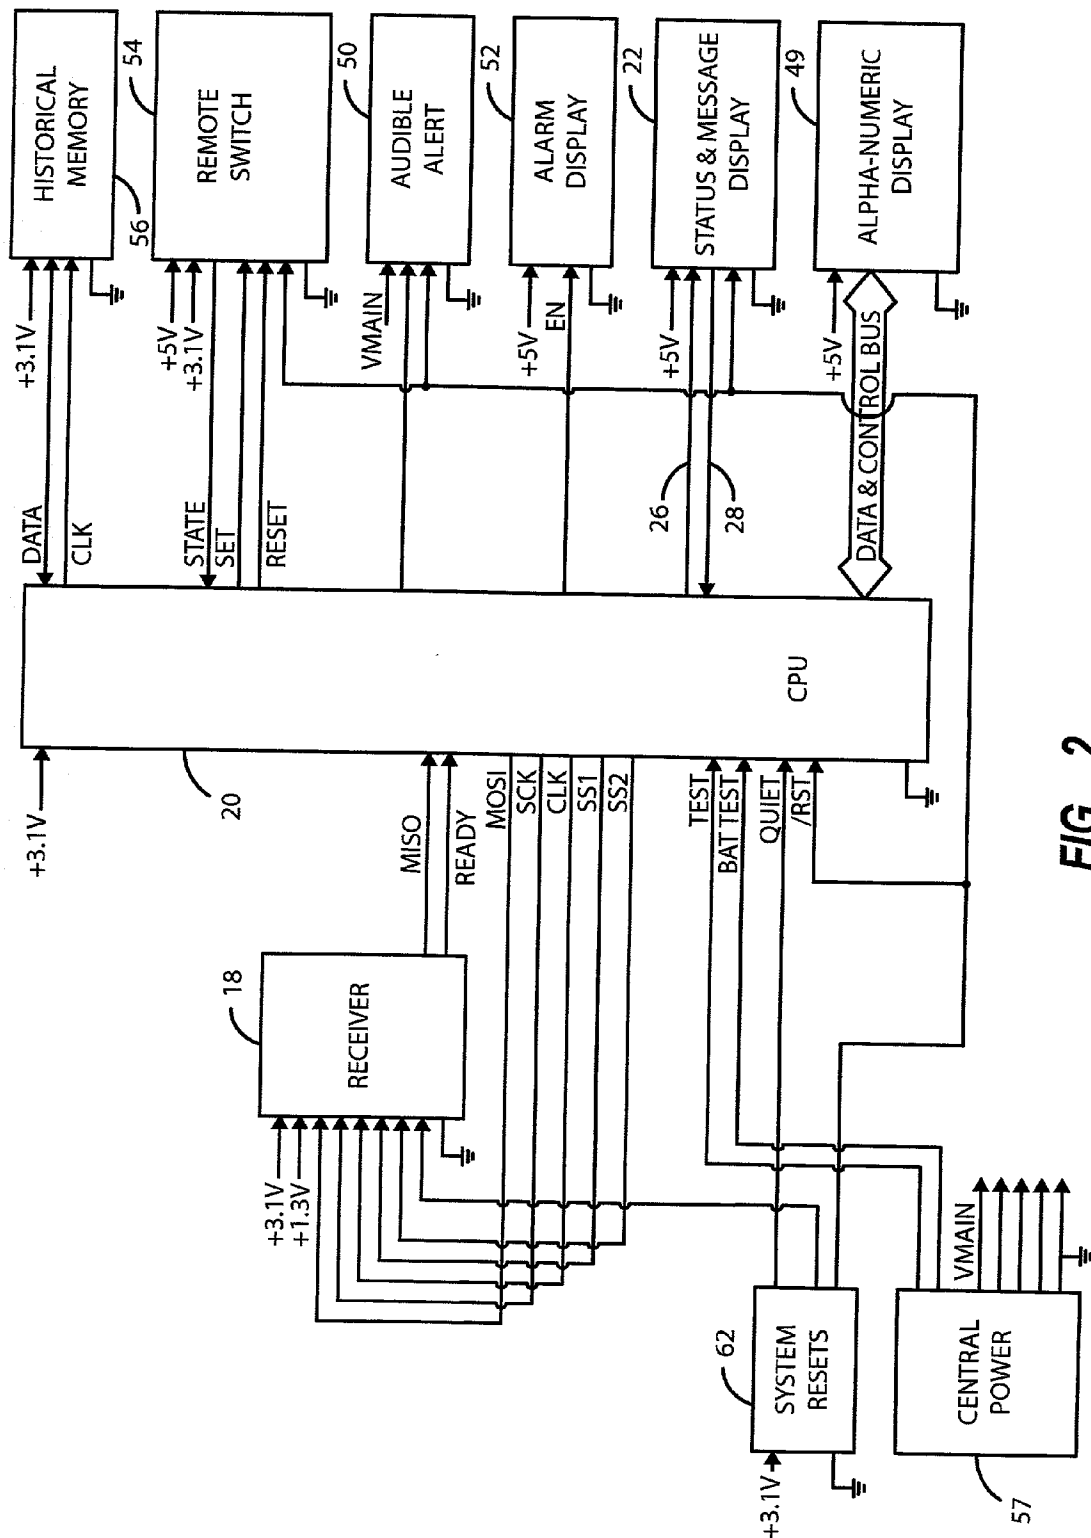 +3.1V
20
CPU
DATA
CLK
+3.1V
HISTORICAL
MEMORY
56
STATE
SET
RESET
+5V
+3.1V
REMOTE
SWITCH
54
VMAIN
AUDIBLE
ALERT
50
+5V
EN
ALARM
DISPLAY
52
+5V
26
28
STATUS & MESSAGE
DISPLAY
22
+5V
DATA & CONTROL BUS
ALPHA-NUMERIC
DISPLAY
49
+3.1V
+1.3V
RECEIVER
18
MISO
READY
MOSI
SCK
CLK
SS1
SS2
TEST
BAT TEST
QUIET
/RST
+3.1V
SYSTEM
RESETS
62
CENTRAL
POWER
57
VMAIN
FIG_2